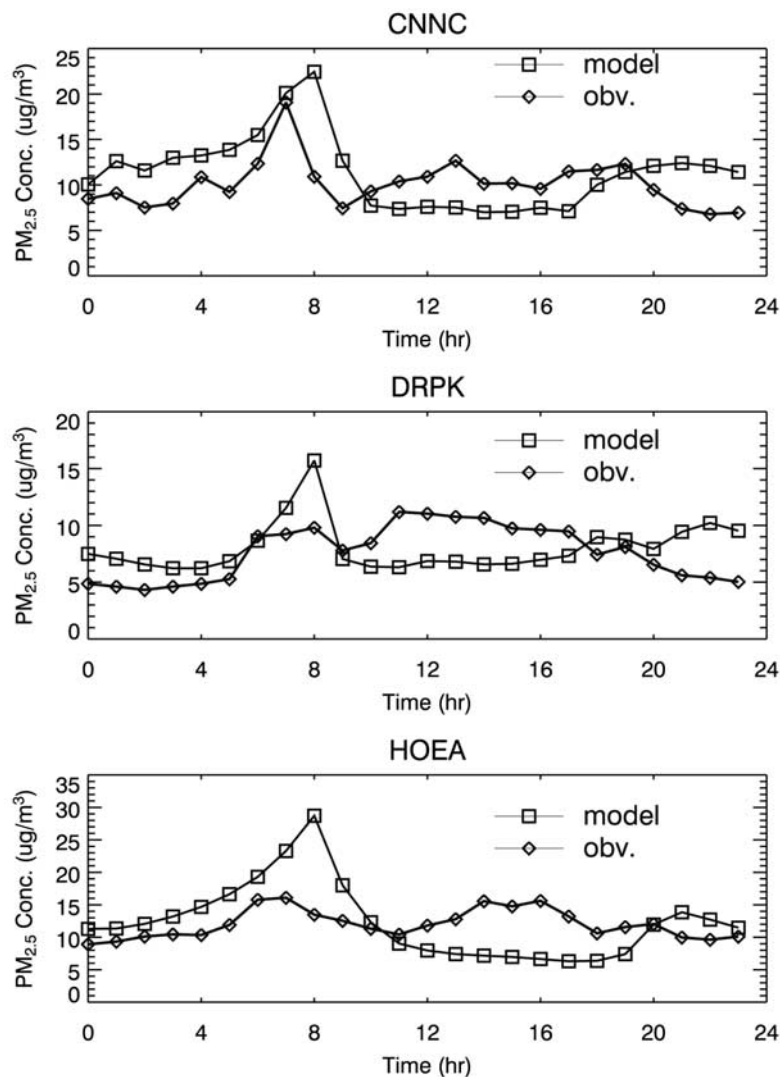 CNNC
PM2.5 Conc. (ug/m3)
25
20
15
10
5
0
model
obv.
0 4 8 12 16 20 24
Time (hr)
DRPK
PM2.5 Conc. (ug/m3)
20
15
10
5
0
model
obv.
0 4 8 12 16 20 24
Time (hr)
HOEA
PM2.5 Conc. (ug/m3)
35
30
25
20
15
10
5
0
model
obv.
0 4 8 12 16 20 24
Time (hr)